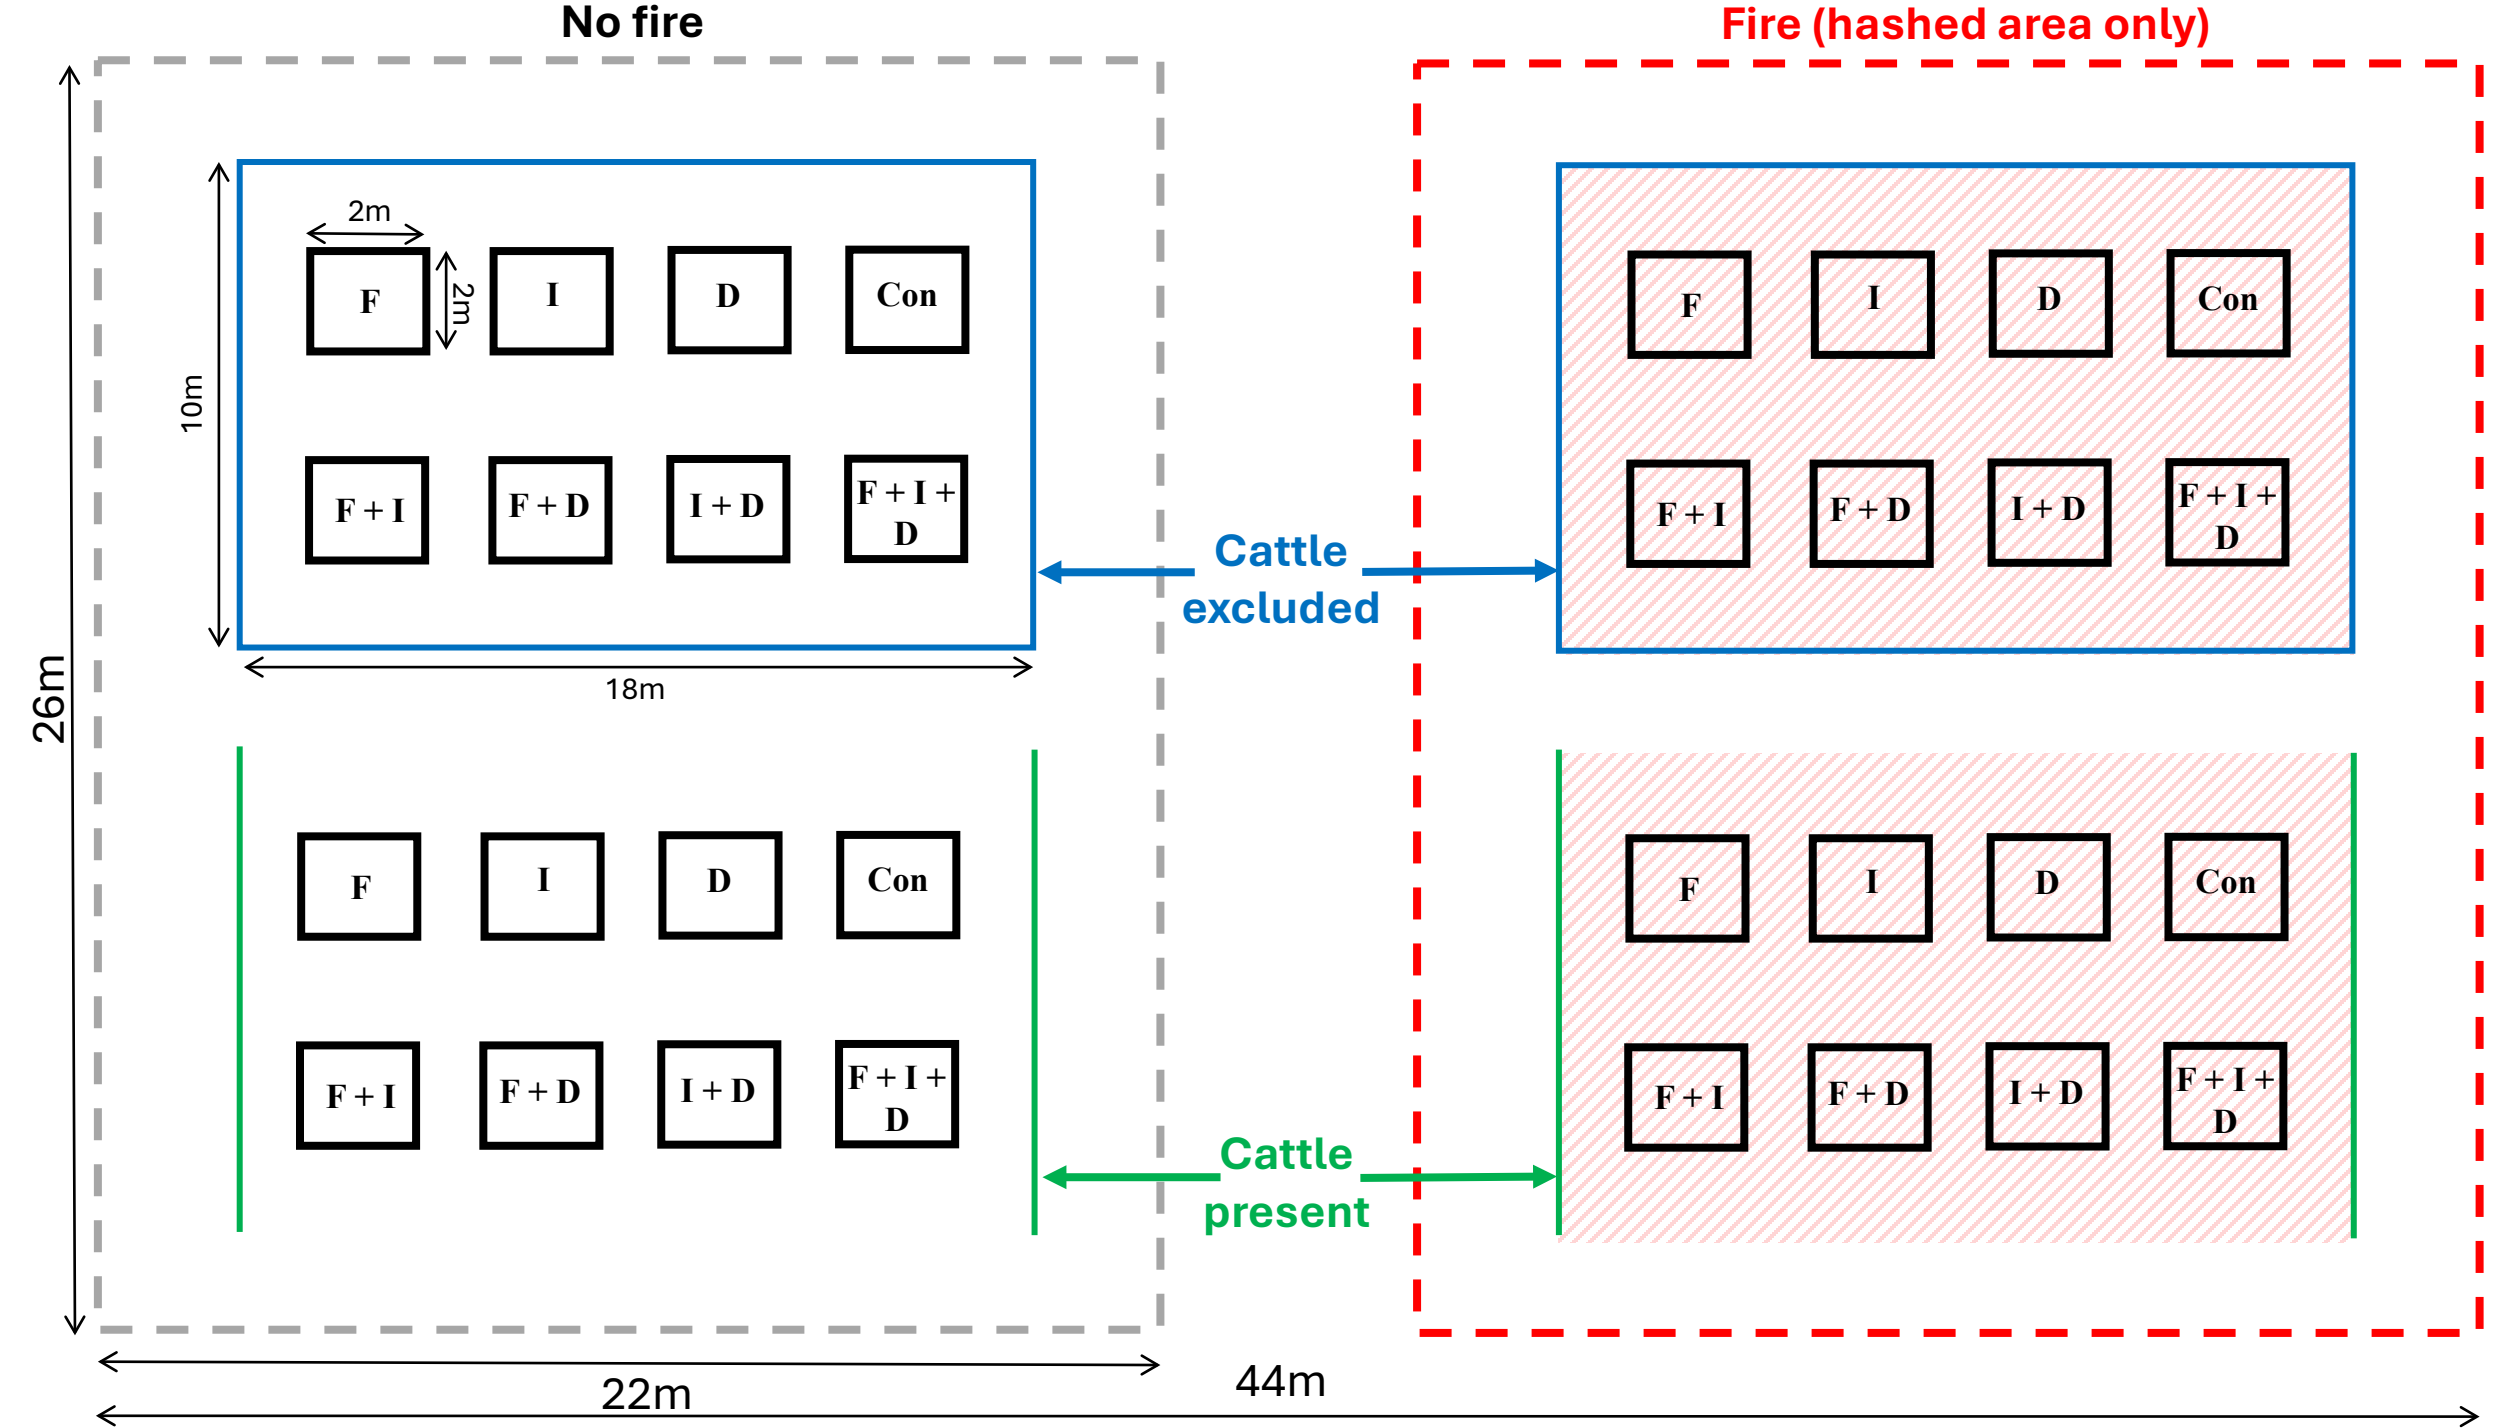 No fire
Fire (hashed area only)
2m
F
2m
I
D
Con
F
I
D
Con
10m
F + I
F + D
I + D
F + I +
D
F + I
F + D
I + D
F + I +
D
Cattle
excluded
18m
26m
F
I
D
Con
F
I
D
Con
F + I
F + D
I + D
F + I +
D
F + I
F + D
I + D
F + I +
D
Cattle
present
22m
44m